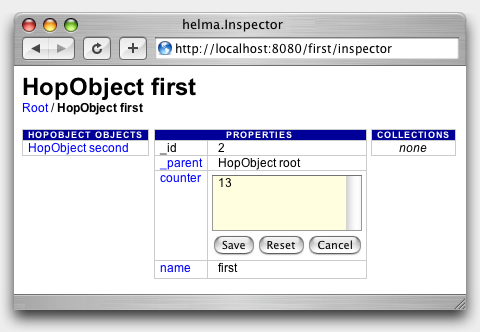 helma.Inspector
http://localhost:8080/first/inspector
HopObject first
Root / HopObject first
HOPOBJECT OBJECTS
HopObject second
PROPERTIES
_id 2
_parent HopObject root
counter 13
Save Reset Cancel
name first
COLLECTIONS
none